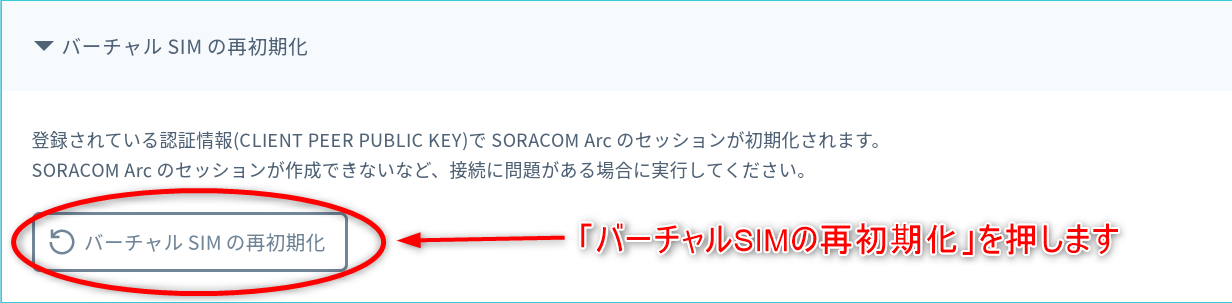 バーチャル SIM の再初期化
登録されている認証情報(CLIENT PEER PUBLIC KEY)で SORACOM Arc のセッションが初期化されます。
SORACOM Arc のセッションが作成できないなど、接続に問題がある場合に実行してください。
バーチャル SIM の再初期化
「バーチャルSIMの再初期化」を押します